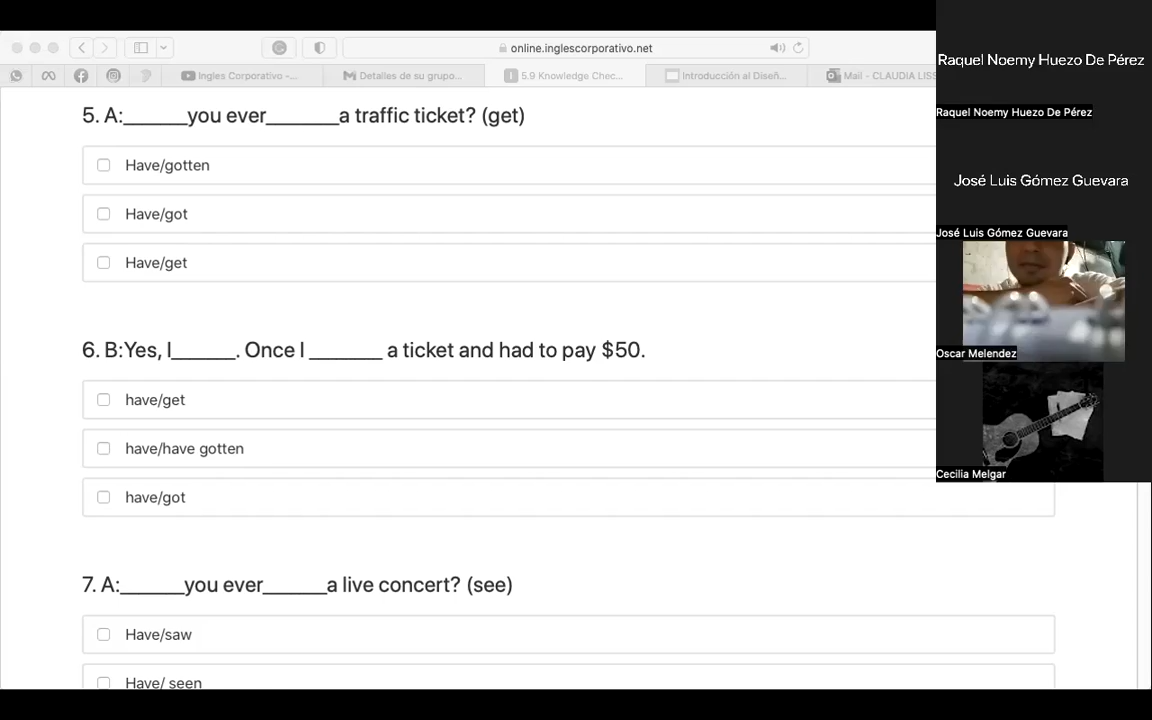 online.inglescorporativo.net
Ingles Corporativo -...
Detalles de su grupo...
5.9 Knowledge Chec...
Introducción al Diseñ...
Mail - CLAUDIA LISS
5. A:______you ever_______a traffic ticket? (get)
Have/gotten
Have/got
Have/get
6. B:Yes, I______. Once I _______ a ticket and had to pay $50.
have/get
have/have gotten
have/got
7. A:______you ever______a live concert? (see)
Have/saw
Have/ seen
Raquel Noemy Huezo De Pérez
Raquel Noemy Huezo De Pérez
José Luis Gómez Guevara
José Luis Gómez Guevara
Oscar Melendez
Cecilia Melgar